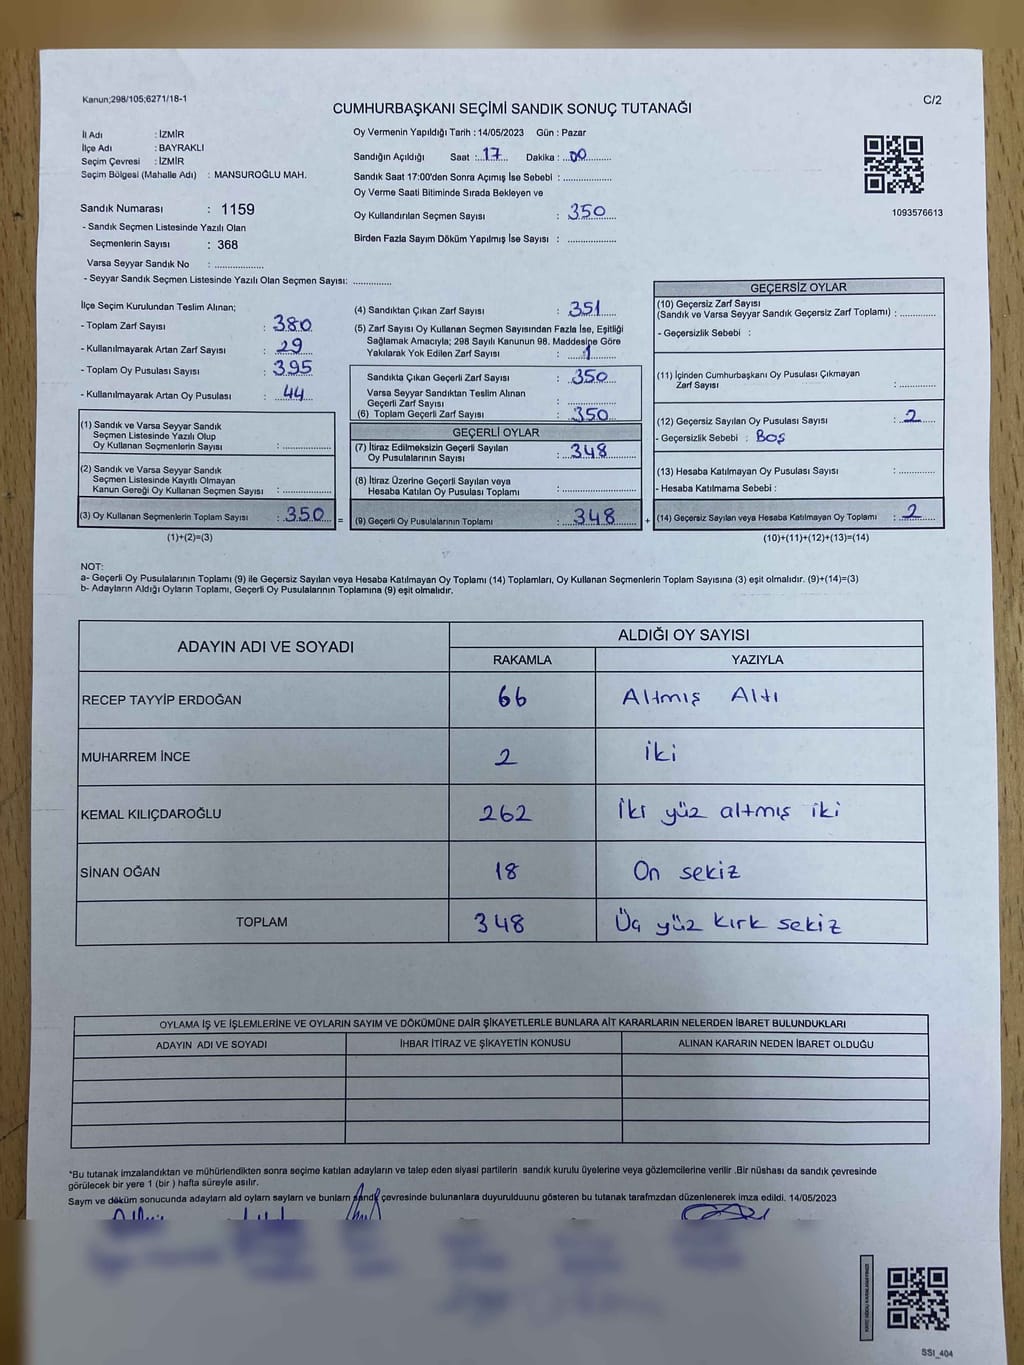 Kanun;298/105;6271/18-1
C/2
CUMHURBAŞKANI SEÇİMİ SANDIK SONUÇ TUTANAĞI
İl Adı : İZMİR
İlçe Adı : BAYRAKLI
Seçim Çevresi : İZMİR
Seçim Bölgesi (Mahalle Adı) : MANSUROĞLU MAH.
Sandık Numarası : 1159
- Sandık Seçmen Listesinde Yazılı Olan
Seçmenlerin Sayısı : 368
Varsa Seyyar Sandık No : ................
- Seyyar Sandık Seçmen Listesinde Yazılı Olan Seçmen Sayısı: .............
Oy Vermenin Yapıldığı Tarih : 14/05/2023 Gün : Pazar
Sandığın Açıldığı Saat : 17 Dakika : 00
Sandık Saat 17:00'den Sonra Açımış İse Sebebi : ................
Oy Verme Saati Bitiminde Sırada Bekleyen ve
Oy Kullandırılan Seçmen Sayısı : 350
Birden Fazla Sayım Döküm Yapılmış İse Sayısı : ................
1093576613
İlçe Seçim Kurulundan Teslim Alınan;
- Toplam Zarf Sayısı : 380
- Kullanılmayarak Artan Zarf Sayısı : 29
- Toplam Oy Pusulası Sayısı : 395
- Kullanılmayarak Artan Oy Pusulası : 44
(1) Sandık ve Varsa Seyyar Sandık
Seçmen Listesinde Yazılı Olup
Oy Kullanan Seçmenlerin Sayısı : ................
(2) Sandık ve Varsa Seyyar Sandık
Seçmen Listesinde Kayıtlı Olmayan
Kanun Gereği Oy Kullanan Seçmen Sayısı : ................
(3) Oy Kullanan Seçmenlerin Toplam Sayısı : 350 =
(1)+(2)=(3)
(4) Sandıktan Çıkan Zarf Sayısı : 351
(5) Zarf Sayısı Oy Kullanan Seçmen Sayısından Fazla İse, Eşitliği
Sağlamak Amacıyla; 298 Sayılı Kanunun 98. Maddesine Göre
Yakılarak Yok Edilen Zarf Sayısı : 1
Sandıkta Çıkan Geçerli Zarf Sayısı : 350
Varsa Seyyar Sandıktan Teslim Alınan
Geçerli Zarf Sayısı : ................
(6) Toplam Geçerli Zarf Sayısı : 350
GEÇERLİ OYLAR
(7) İtiraz Edilmeksizin Geçerli Sayılan
Oy Pusulalarının Sayısı : 348
(8) İtiraz Üzerine Geçerli Sayılan veya
Hesaba Katılan Oy Pusulası Toplamı : ................
(9) Geçerli Oy Pusulalarının Toplamı : 348 +
GEÇERSİZ OYLAR
(10) Geçersiz Zarf Sayısı
(Sandık ve Varsa Seyyar Sandık Geçersiz Zarf Toplamı) : ............
- Geçersizlik Sebebi :
(11) İçinden Cumhurbaşkanı Oy Pusulası Çıkmayan
Zarf Sayısı : ............
(12) Geçersiz Sayılan Oy Pusulası Sayısı : 2
- Geçersizlik Sebebi : BOŞ
(13) Hesaba Katılmayan Oy Pusulası Sayısı : ............
- Hesaba Katılmama Sebebi :
(14) Geçersiz Sayılan veya Hesaba Katılmayan Oy Toplamı : 2
(10)+(11)+(12)+(13)=(14)
NOT:
a- Geçerli Oy Pusulalarının Toplamı (9) ile Geçersiz Sayılan veya Hesaba Katılmayan Oy Toplamı (14) Toplamları, Oy Kullanan Seçmenlerin Toplam Sayısına (3) eşit olmalıdır. (9)+(14)=(3)
b- Adayların Aldığı Oyların Toplamı, Geçerli Oy Pusulalarının Toplamına (9) eşit olmalıdır.
ADAYIN ADI VE SOYADI ALDIĞI OY SAYISI
RAKAMLA YAZIYLA
RECEP TAYYİP ERDOĞAN 66 Altmış Altı
MUHARREM İNCE 2 İki
KEMAL KILIÇDAROĞLU 262 İki yüz altmış iki
SİNAN OĞAN 18 On sekiz
TOPLAM 348 Üç yüz kırk sekiz
OYLAMA İŞ VE İŞLEMLERİNE VE OYLARIN SAYIM VE DÖKÜMÜNE DAİR ŞİKAYETLERLE BUNLARA AİT KARARLARIN NELERDEN İBARET BULUNDUKLARI
ADAYIN ADI VE SOYADI İHBAR İTİRAZ VE ŞİKAYETİN KONUSU ALINAN KARARIN NEDEN İBARET OLDUĞU
*Bu tutanak imzalandıktan ve mühürlendikten sonra seçime katılan adayların ve talep eden siyasi partilerin sandık kurulu üyelerine veya gözlemcilerine verilir .Bir nüshası da sandık çevresinde
görülecek bir yere 1 (bir ) hafta süreyle asılır.
Sayım ve döküm sonucunda adayların ald oyların sayların ve bunların sandk çevresinde bulunanlara duyurulduunu gösteren bu tutanak tarafmzdan düzenlenerek imza edildi. 14/05/2023
SSI_404